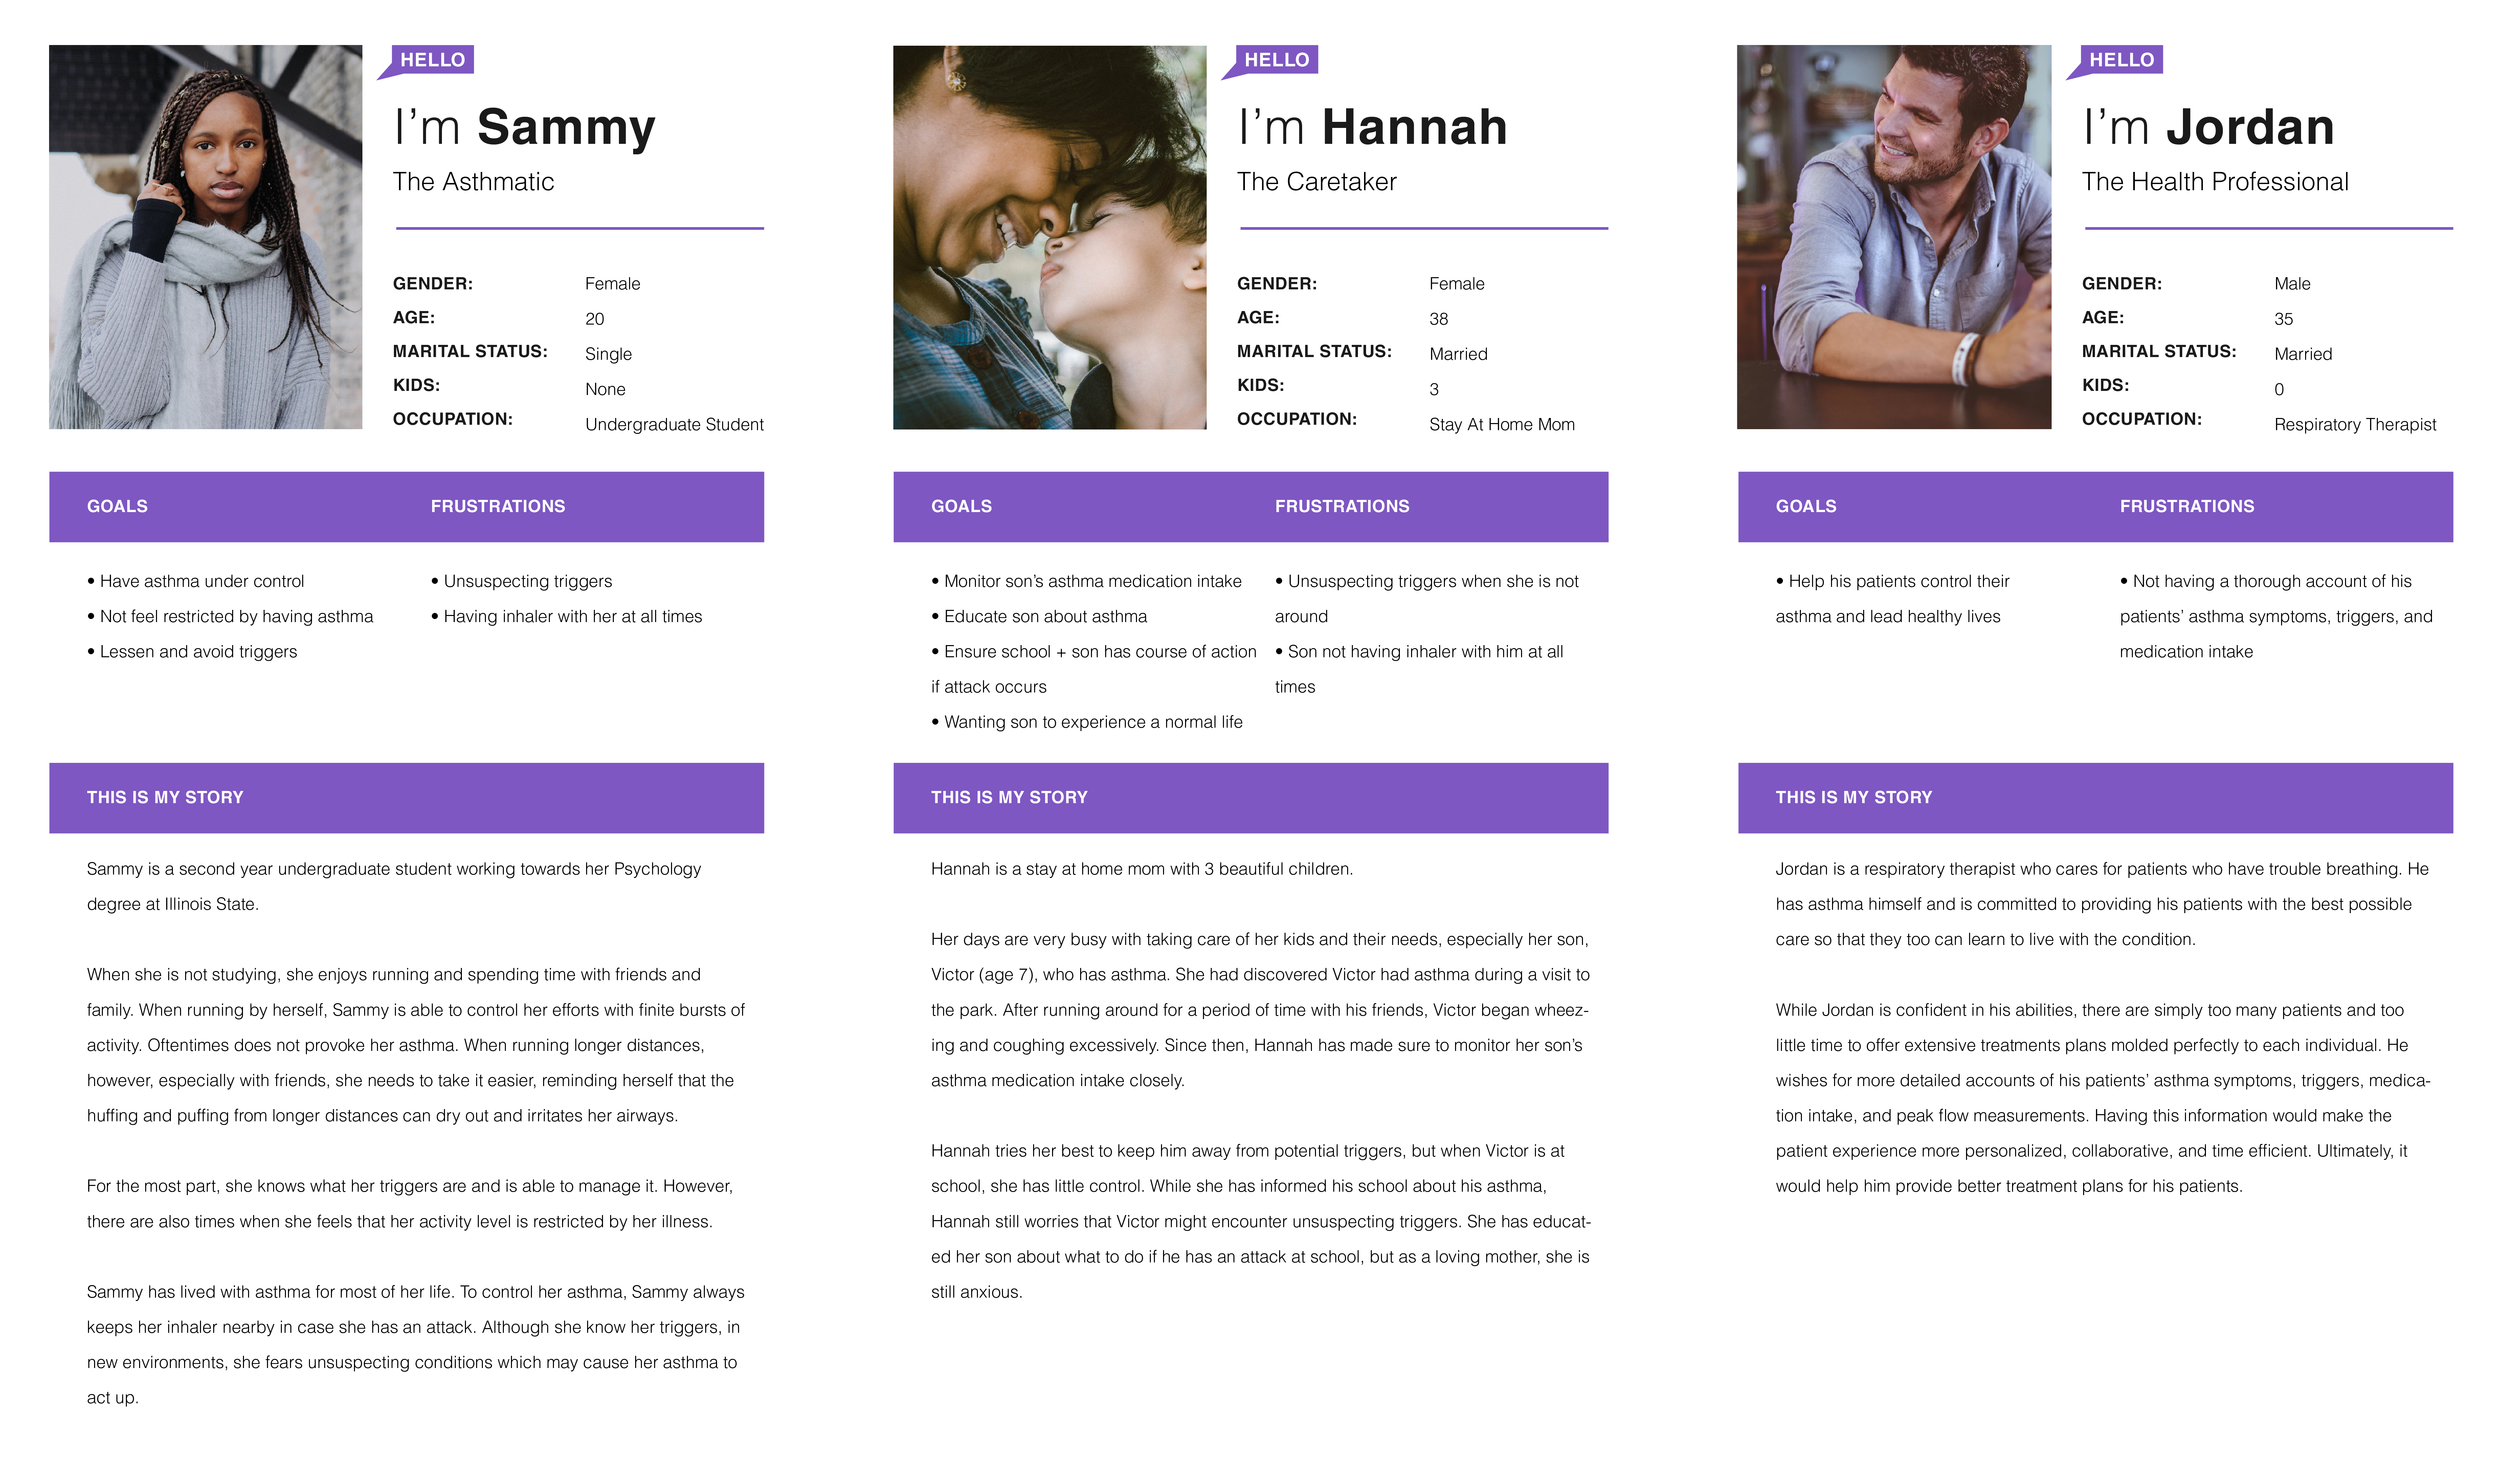 HELLO
I’m Sammy
The Asthmatic
GENDER: Female
AGE: 20
MARITAL STATUS: Single
KIDS: None
OCCUPATION: Undergraduate Student
GOALS
• Have asthma under control
• Not feel restricted by having asthma
• Lessen and avoid triggers
FRUSTRATIONS
• Unsuspecting triggers
• Having inhaler with her at all times
THIS IS MY STORY
Sammy is a second year undergraduate student working towards her Psychology
degree at Illinois State.
When she is not studying, she enjoys running and spending time with friends and
family. When running by herself, Sammy is able to control her efforts with finite bursts of
activity. Oftentimes does not provoke her asthma. When running longer distances,
however, especially with friends, she needs to take it easier, reminding herself that the
huffing and puffing from longer distances can dry out and irritates her airways.
For the most part, she knows what her triggers are and is able to manage it. However,
there are also times when she feels that her activity level is restricted by her illness.
Sammy has lived with asthma for most of her life. To control her asthma, Sammy always
keeps her inhaler nearby in case she has an attack. Although she know her triggers, in
new environments, she fears unsuspecting conditions which may cause her asthma to
act up.
HELLO
I’m Hannah
The Caretaker
GENDER: Female
AGE: 38
MARITAL STATUS: Married
KIDS: 3
OCCUPATION: Stay At Home Mom
GOALS
• Monitor son’s asthma medication intake
• Educate son about asthma
• Ensure school + son has course of action
if attack occurs
• Wanting son to experience a normal life
FRUSTRATIONS
• Unsuspecting triggers when she is not
around
• Son not having inhaler with him at all
times
THIS IS MY STORY
Hannah is a stay at home mom with 3 beautiful children.
Her days are very busy with taking care of her kids and their needs, especially her son,
Victor (age 7), who has asthma. She had discovered Victor had asthma during a visit to
the park. After running around for a period of time with his friends, Victor began wheez-
ing and coughing excessively. Since then, Hannah has made sure to monitor her son’s
asthma medication intake closely.
Hannah tries her best to keep him away from potential triggers, but when Victor is at
school, she has little control. While she has informed his school about his asthma,
Hannah still worries that Victor might encounter unsuspecting triggers. She has educat-
ed her son about what to do if he has an attack at school, but as a loving mother, she is
still anxious.
HELLO
I’m Jordan
The Health Professional
GENDER: Male
AGE: 35
MARITAL STATUS: Married
KIDS: 0
OCCUPATION: Respiratory Therapist
GOALS
• Help his patients control their
asthma and lead healthy lives
FRUSTRATIONS
• Not having a thorough account of his
patients’ asthma symptoms, triggers, and
medication intake
THIS IS MY STORY
Jordan is a respiratory therapist who cares for patients who have trouble breathing. He
has asthma himself and is committed to providing his patients with the best possible
care so that they too can learn to live with the condition.
While Jordan is confident in his abilities, there are simply too many patients and too
little time to offer extensive treatments plans molded perfectly to each individual. He
wishes for more detailed accounts of his patients’ asthma symptoms, triggers, medica-
tion intake, and peak flow measurements. Having this information would make the
patient experience more personalized, collaborative, and time efficient. Ultimately, it
would help him provide better treatment plans for his patients.